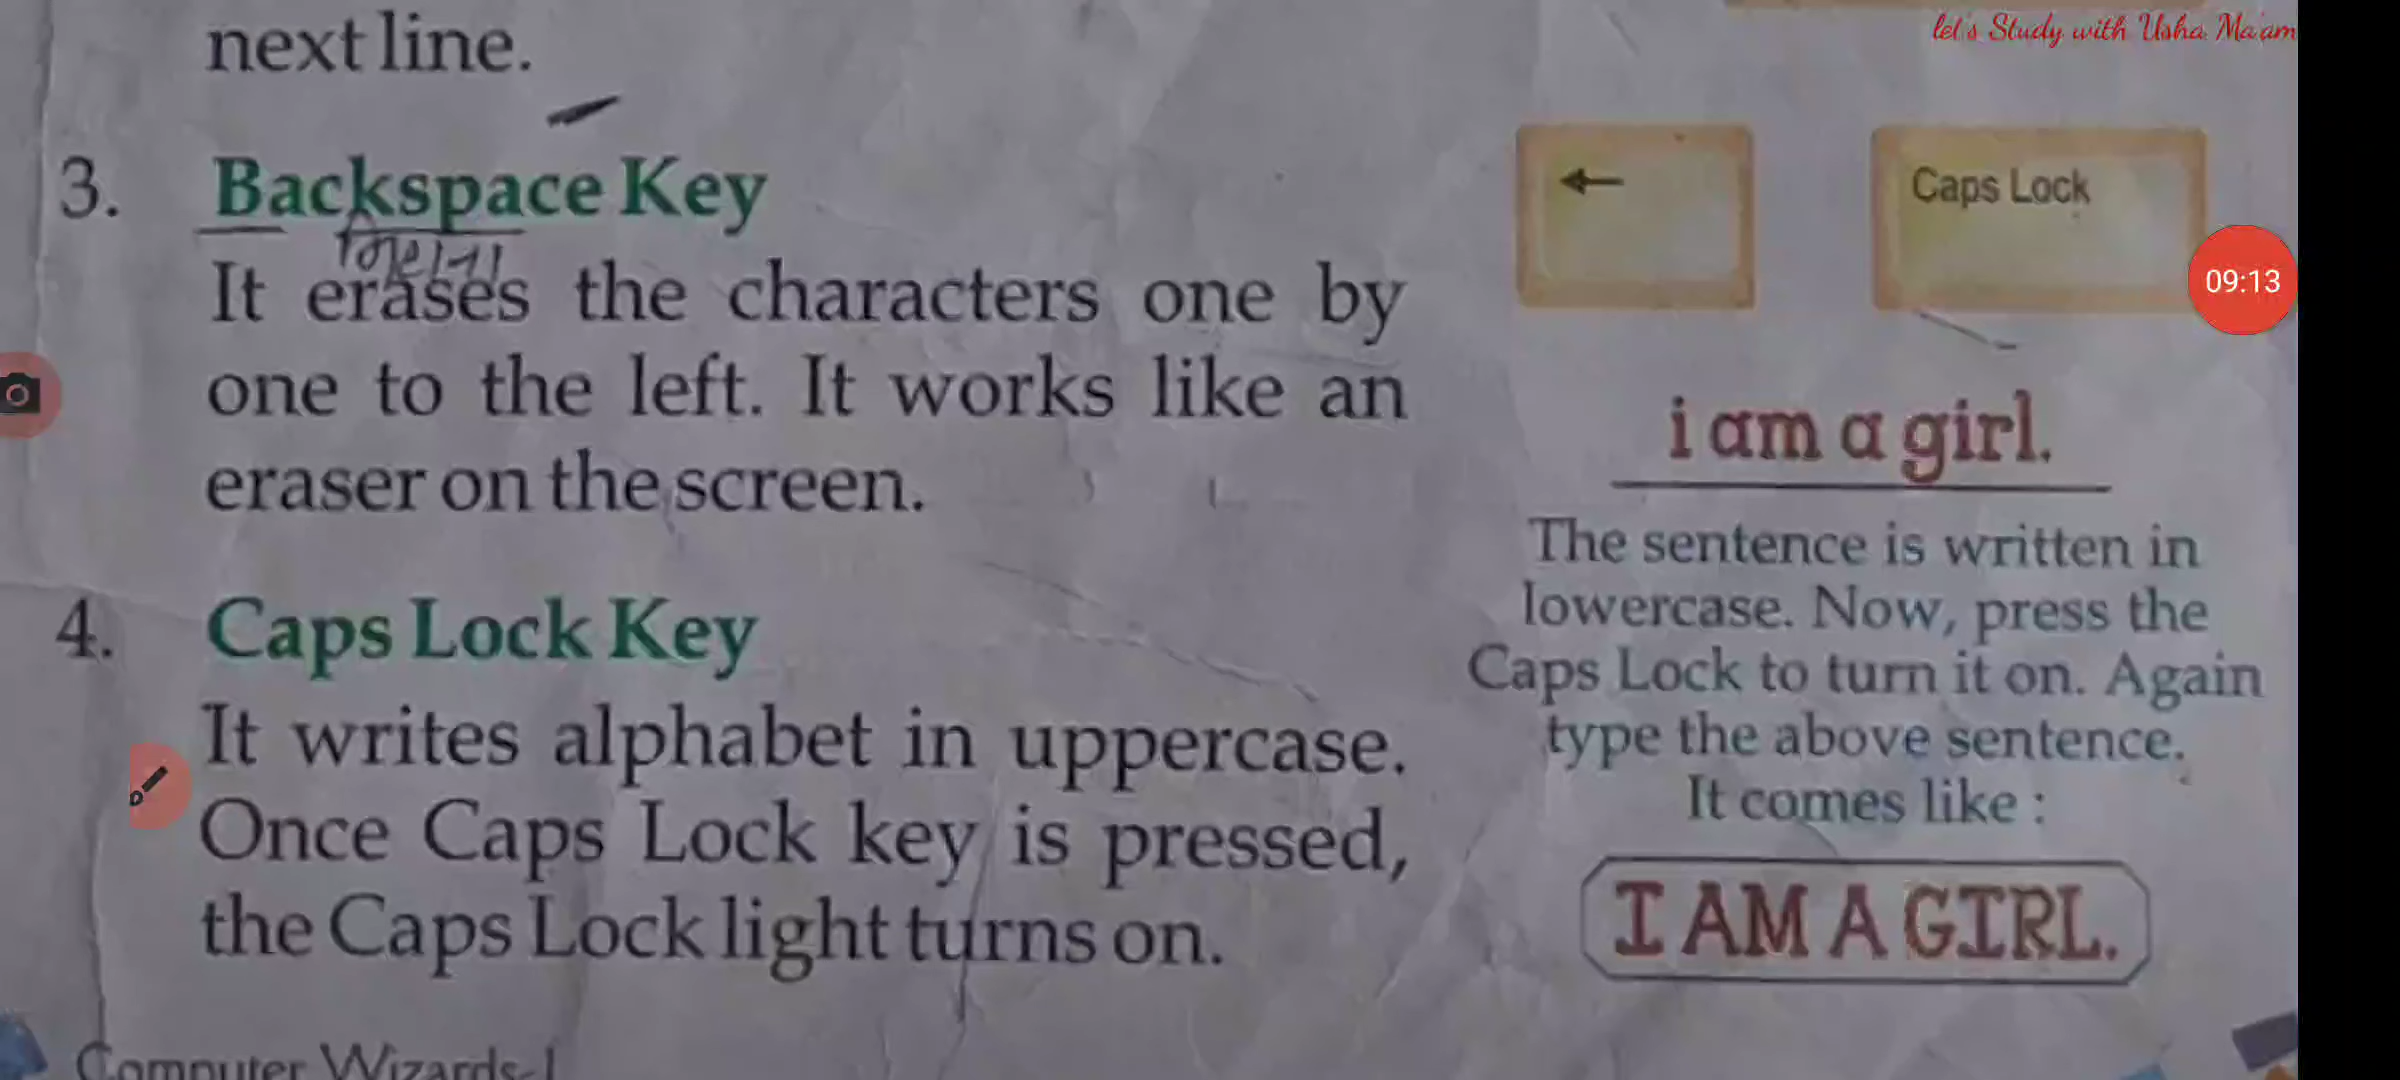 let's Study with Usha Ma'am
next line.
3. Backspace Key
मिटाना
It erases the characters one by
one to the left. It works like an
eraser on the screen.
4. Caps Lock Key
It writes alphabet in uppercase.
Once Caps Lock key is pressed,
the Caps Lock light turns on.
Computer Wizards-1
←
Caps Lock
09:13
i am a girl.
The sentence is written in
lowercase. Now, press the
Caps Lock to turn it on. Again
type the above sentence.
It comes like :
I AM A GIRL.